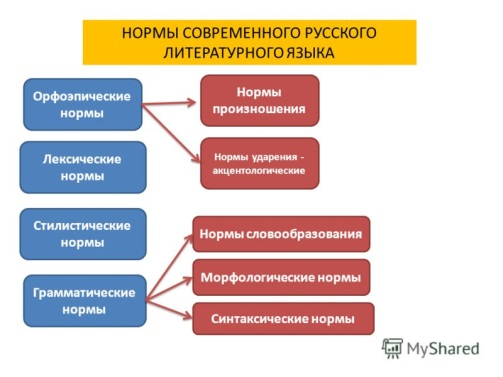 НОРМЫ СОВРЕМЕННОГО РУССКОГО
ЛИТЕРАТУРНОГО ЯЗЫКА
Орфоэпические
нормы
Нормы
произношения
Нормы ударения -
акцентологические
Лексические
нормы
Стилистические
нормы
Грамматические
нормы
Нормы словообразования
Морфологические нормы
Синтаксические нормы
MyShared